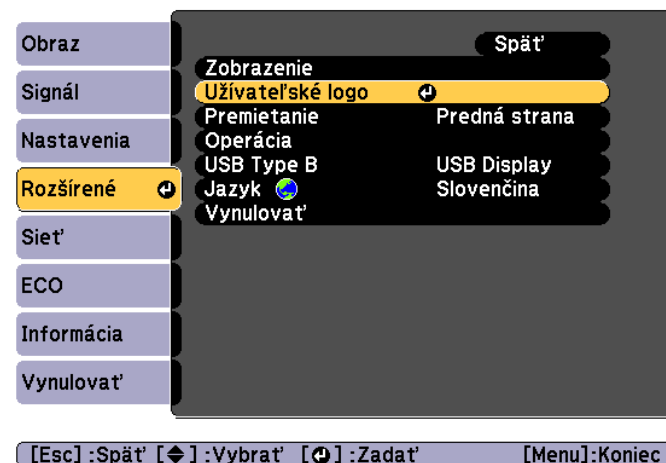 Obraz
Signál
Nastavenia
Rozšírené
Sieť
ECO
Informácia
Vynulovať
Späť
Zobrazenie
Užívateľské logo
Premietanie Predná strana
Operácia
USB Type B USB Display
Jazyk Slovenčina
Vynulovať
[Esc] :Späť [◆] :Vybrať [↵] :Zadať [Menu]:Koniec